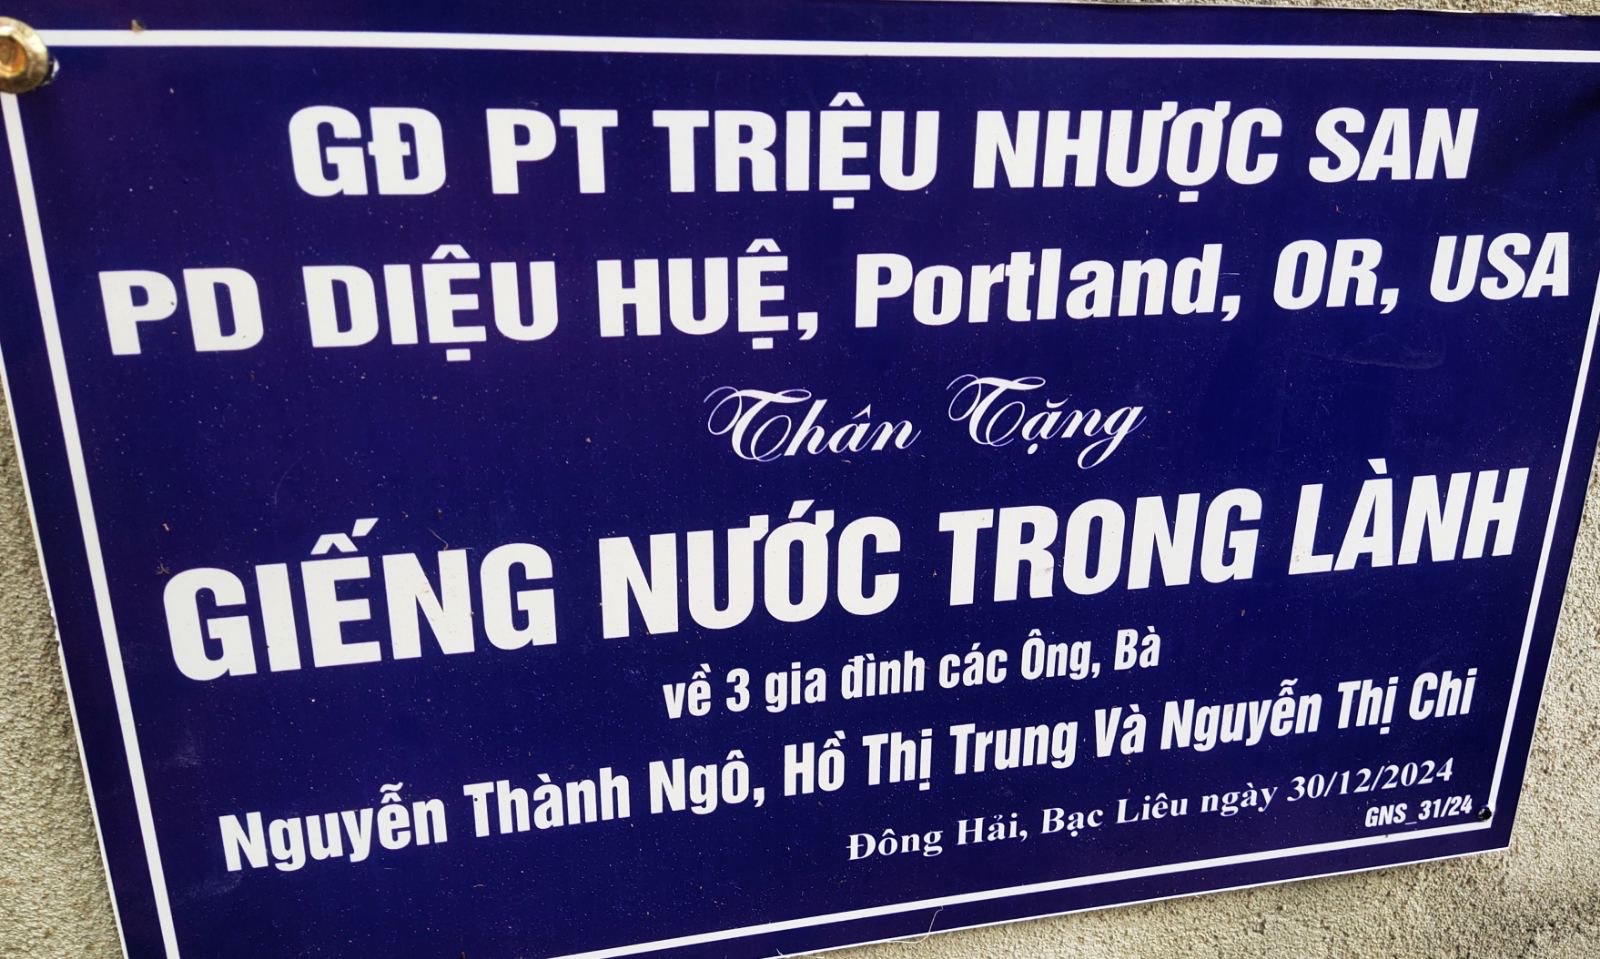 GĐ PT TRIỆU NHƯỢC SAN
PD DIỆU HUỆ, Portland, OR, USA
Thân Tặng
GIẾNG NƯỚC TRONG LÀNH
về 3 gia đình các Ông, Bà
Nguyễn Thành Ngô, Hồ Thị Trung Và Nguyễn Thị Chi
Đông Hải, Bạc Liêu ngày 30/12/2024
GNS_31/24